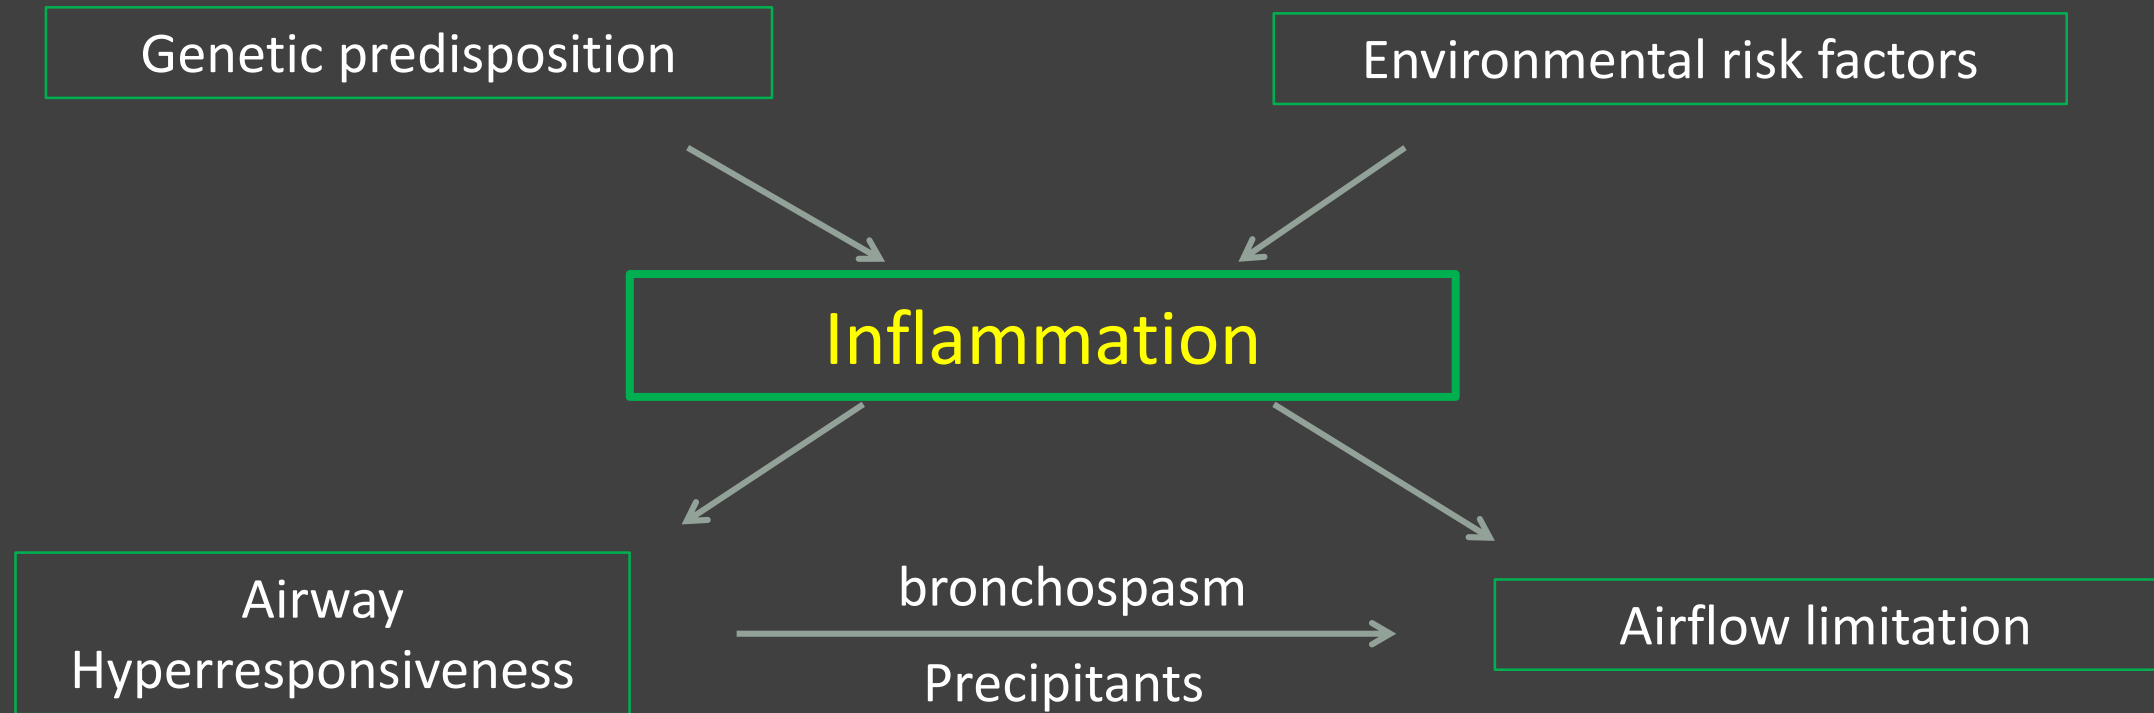 Genetic predisposition
Environmental risk factors
Inflammation
Airway
Hyperresponsiveness
bronchospasm
Precipitants
Airflow limitation